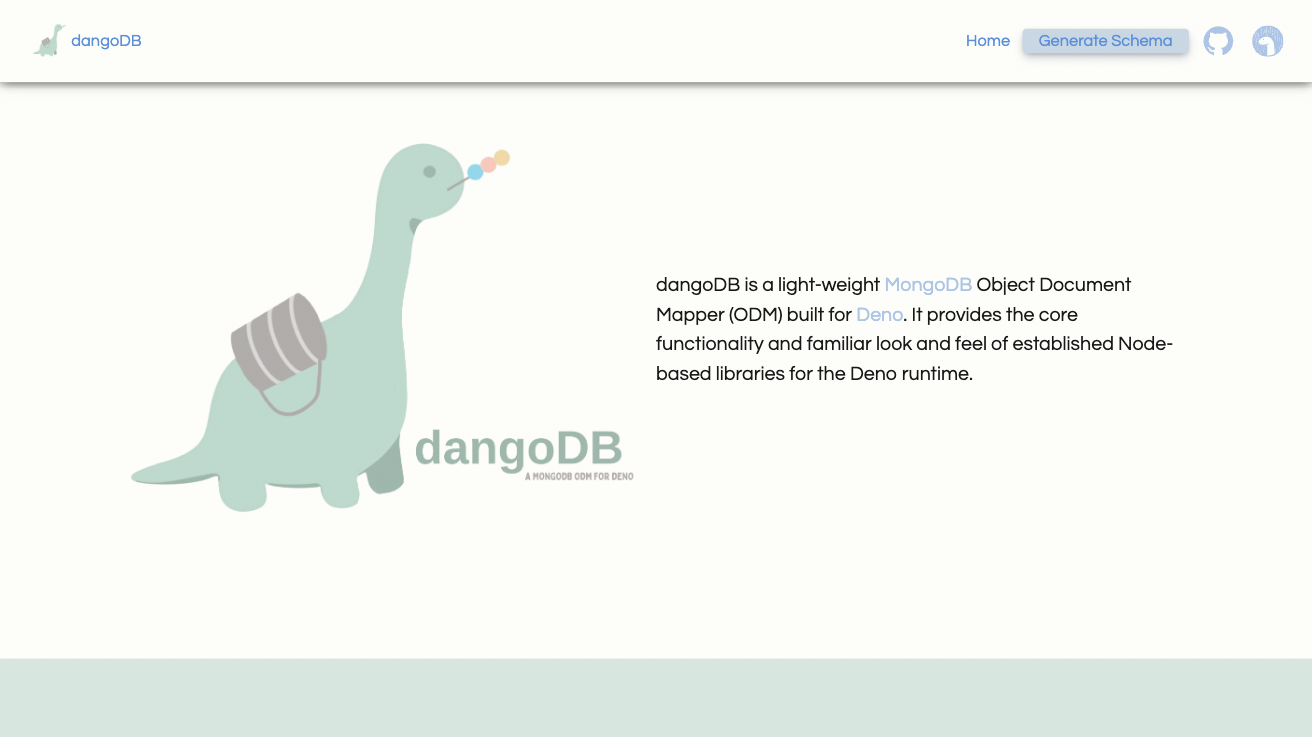 dangoDB
Home
Generate Schema
dangoDB
A MONGODB ODM FOR DENO
dangoDB is a light-weight MongoDB Object Document
Mapper (ODM) built for Deno. It provides the core
functionality and familiar look and feel of established Node-
based libraries for the Deno runtime.